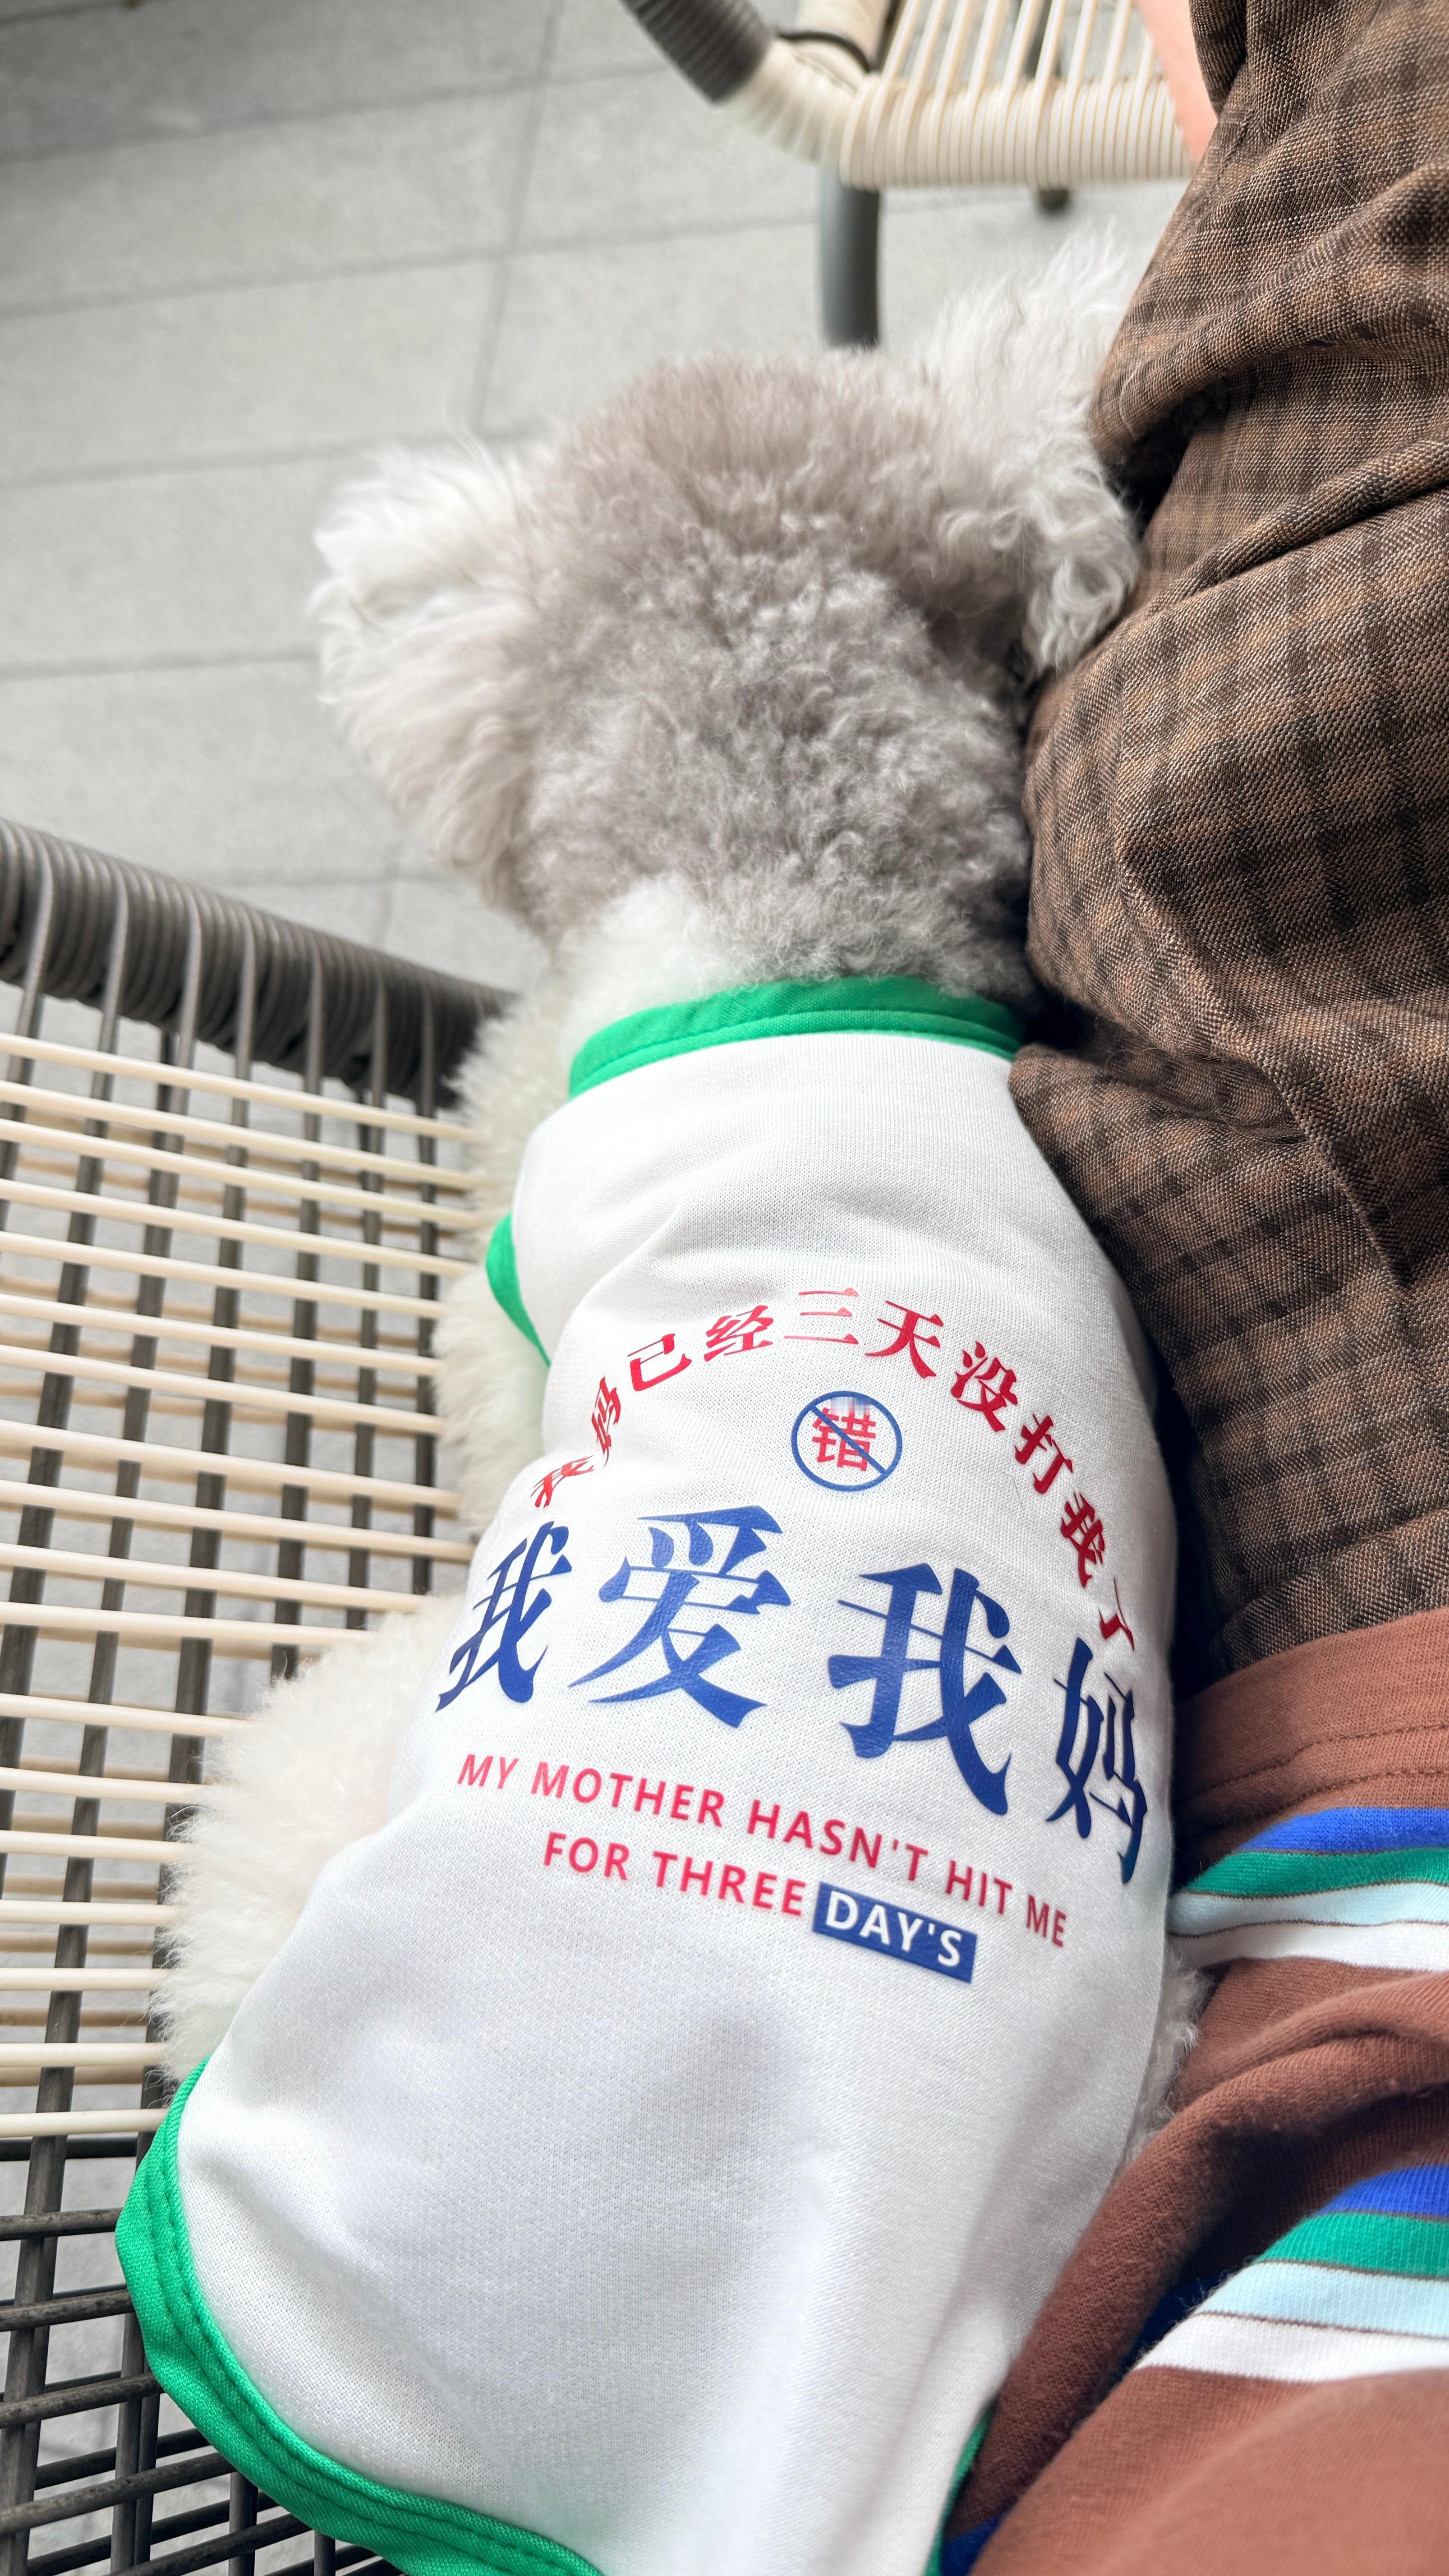 我妈已经三天没打我了
错
我爱我妈
MY MOTHER HASN'T HIT ME
FOR THREE DAY'S